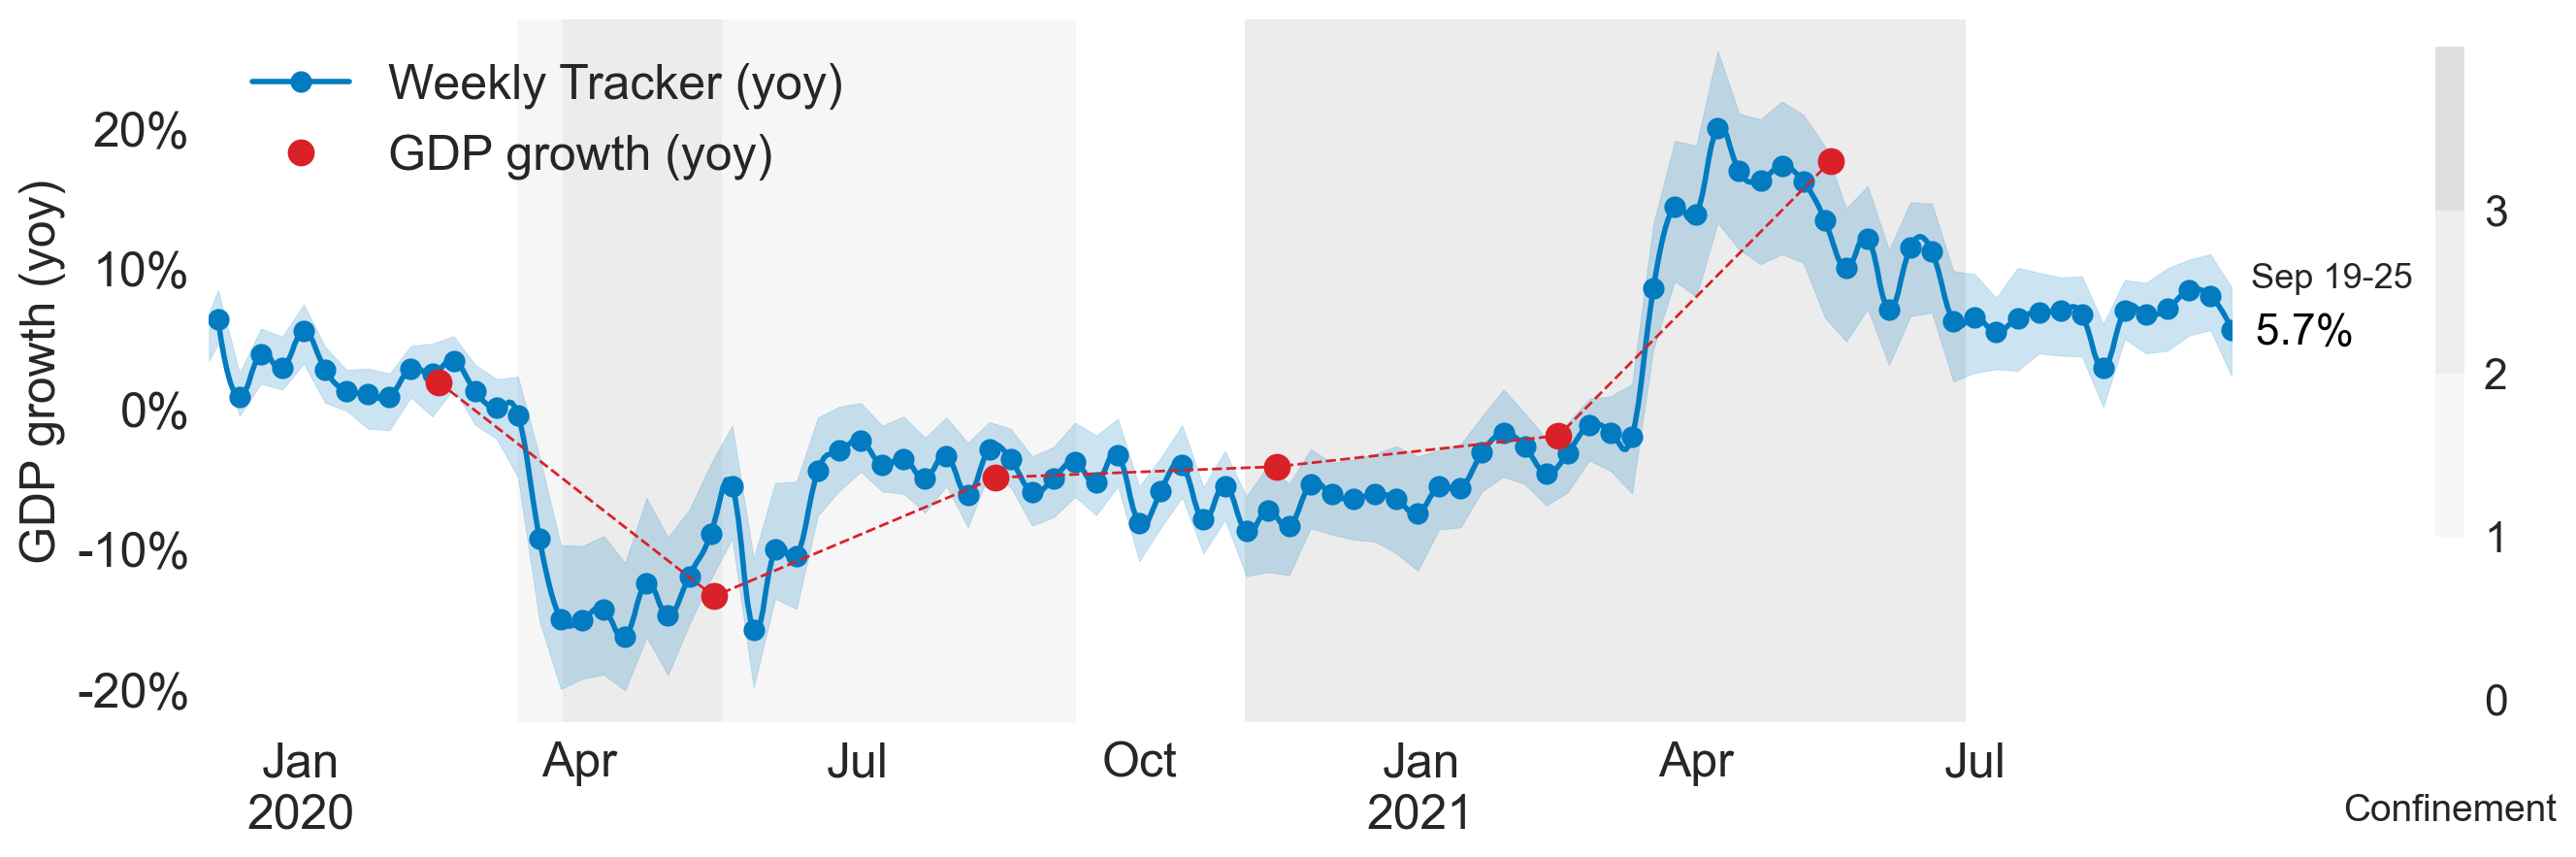 Weekly Tracker (yoy)
GDP growth (yoy)
GDP growth (yoy)
20%
10%
0%
-10%
-20%
Jan
2020
Apr
Jul
Oct
Jan
2021
Apr
Jul
Sep 19-25
5.7%
3
2
1
0
Confinement